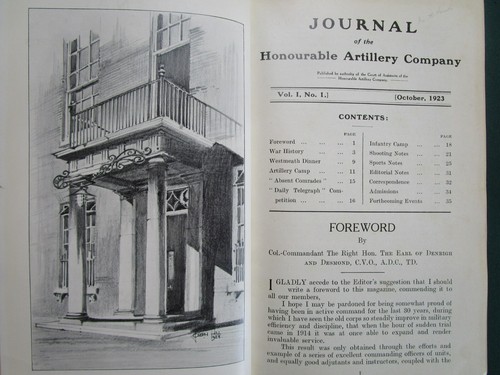 JOURNAL
of the
Honourable Artillery Company
Published by authority of the Court of Assistants of the
Honourable Artillery Company
Vol. I, No. 1.] [October, 1923
CONTENTS:
PAGE
Foreword ... ... ... 1
War History ... ... 3
Westmouth Dinner ... 9
Artillery Camp ... ... 11
"Absent Comrades" ... 15
"Daily Telegraph" Com-
petition ... ... ... 16
PAGE
Infantry Camp ... ... 18
Shooting Notes ... ... 21
Sports Notes ... ... 25
Editorial Notes ... ... 31
Correspondence ... ... 32
Admissions ... ... 34
Forthcoming Events ... 35
FOREWORD
By
Col.-Commandant The Right Hon. THE EARL OF DENBIGH
AND DESMOND, C.V.O., A.D.C., TD.
I GLADLY accede to the Editor's suggestion that I should
write a foreword to this magazine, commending it to
all our members,
I hope I may be pardoned for being somewhat proud of
having been in active command for the last 30 years, during
which I have seen the old corps so steadily improve in military
efficiency and discipline, that when the hour of sudden trial
came in 1914 it was at once able to expand and render
invaluable service.
This result was only obtained through the efforts and
example of a series of excellent commanding officers of units,
and equally good adjutants and instructors, coupled with the
1